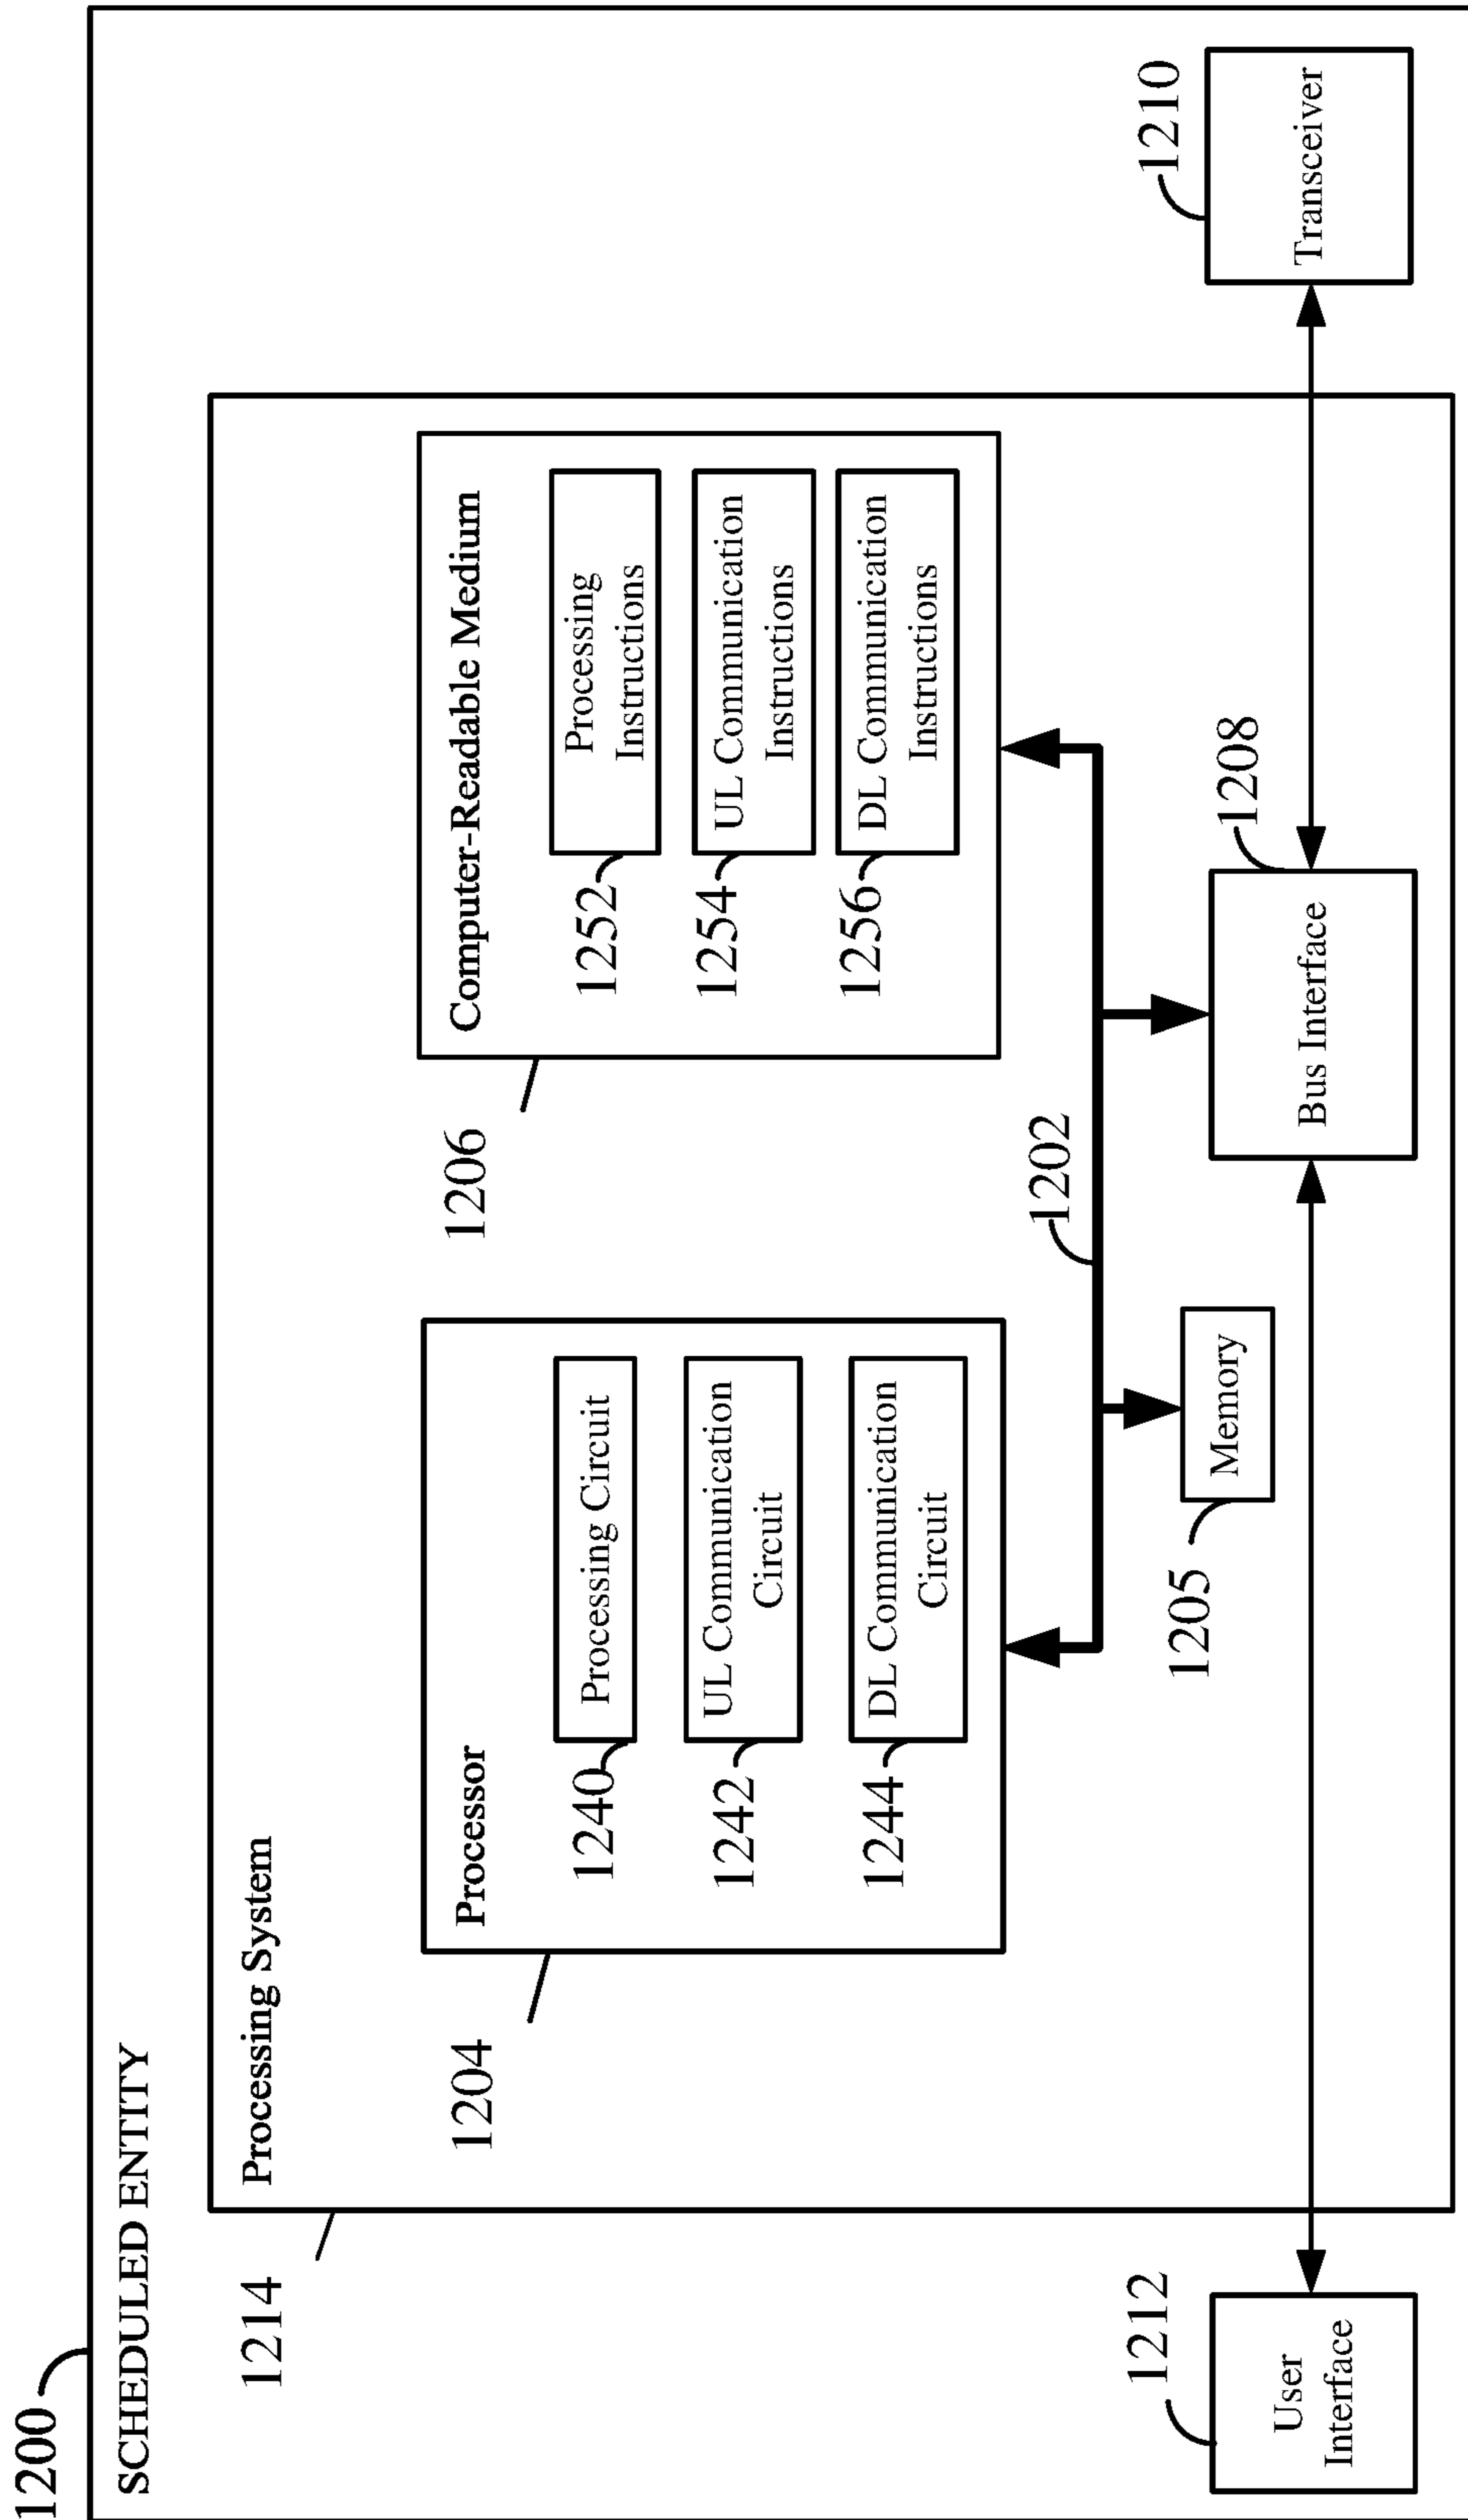 1200
SCHEDULED ENTITY
1214
Processing System
1204
Processor
1240
Processing Circuit
1242
UL Communication
Circuit
1244
DL Communication
Circuit
1206
Computer-Readable Medium
1252
Processing
Instructions
1254
UL Communication
Instructions
1256
DL Communication
Instructions
1202
1205
Memory
1208
Bus Interface
1212
User
Interface
1210
Transceiver